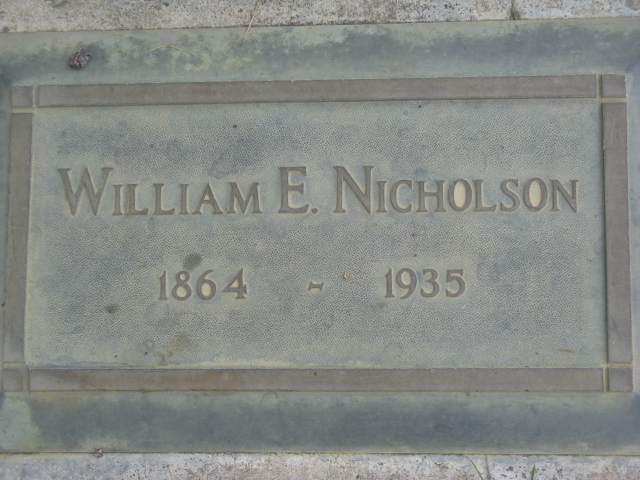 WILLIAM E. NICHOLSON
1864 - 1935